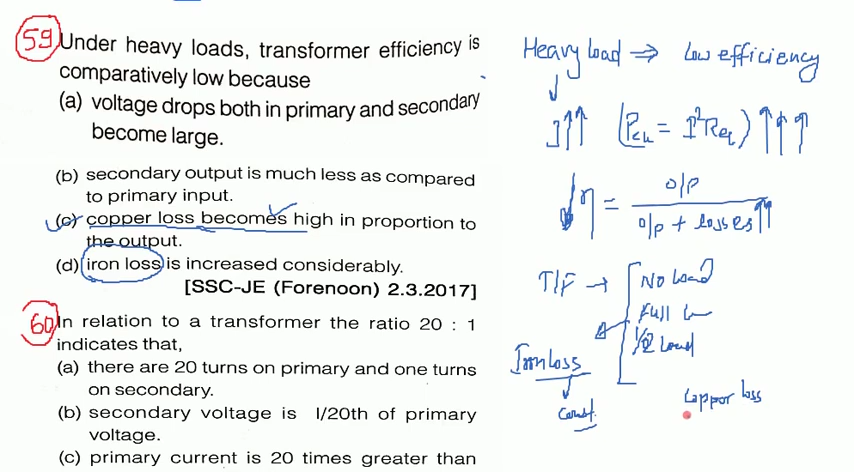 59 Under heavy loads, transformer efficiency is
comparatively low because
(a) voltage drops both in primary and secondary
become large.
(b) secondary output is much less as compared
to primary input.
(c) copper loss becomes high in proportion to
the output.
(d) iron loss is increased considerably.
[SSC-JE (Forenoon) 2.3.2017]
60 In relation to a transformer the ratio 20 : 1
indicates that,
(a) there are 20 turns on primary and one turns
on secondary.
(b) secondary voltage is I/20th of primary
voltage.
(c) primary current is 20 times greater than
Heavy load ⇒ Low efficiency
↓
I↑↑ (Pcu = I²Req) ↑↑↑
↓η = o/p / o/p + losses↑↑
T/F → No Load
Full L
1/2 Load
Iron loss
↓
Const.
Coppor loss